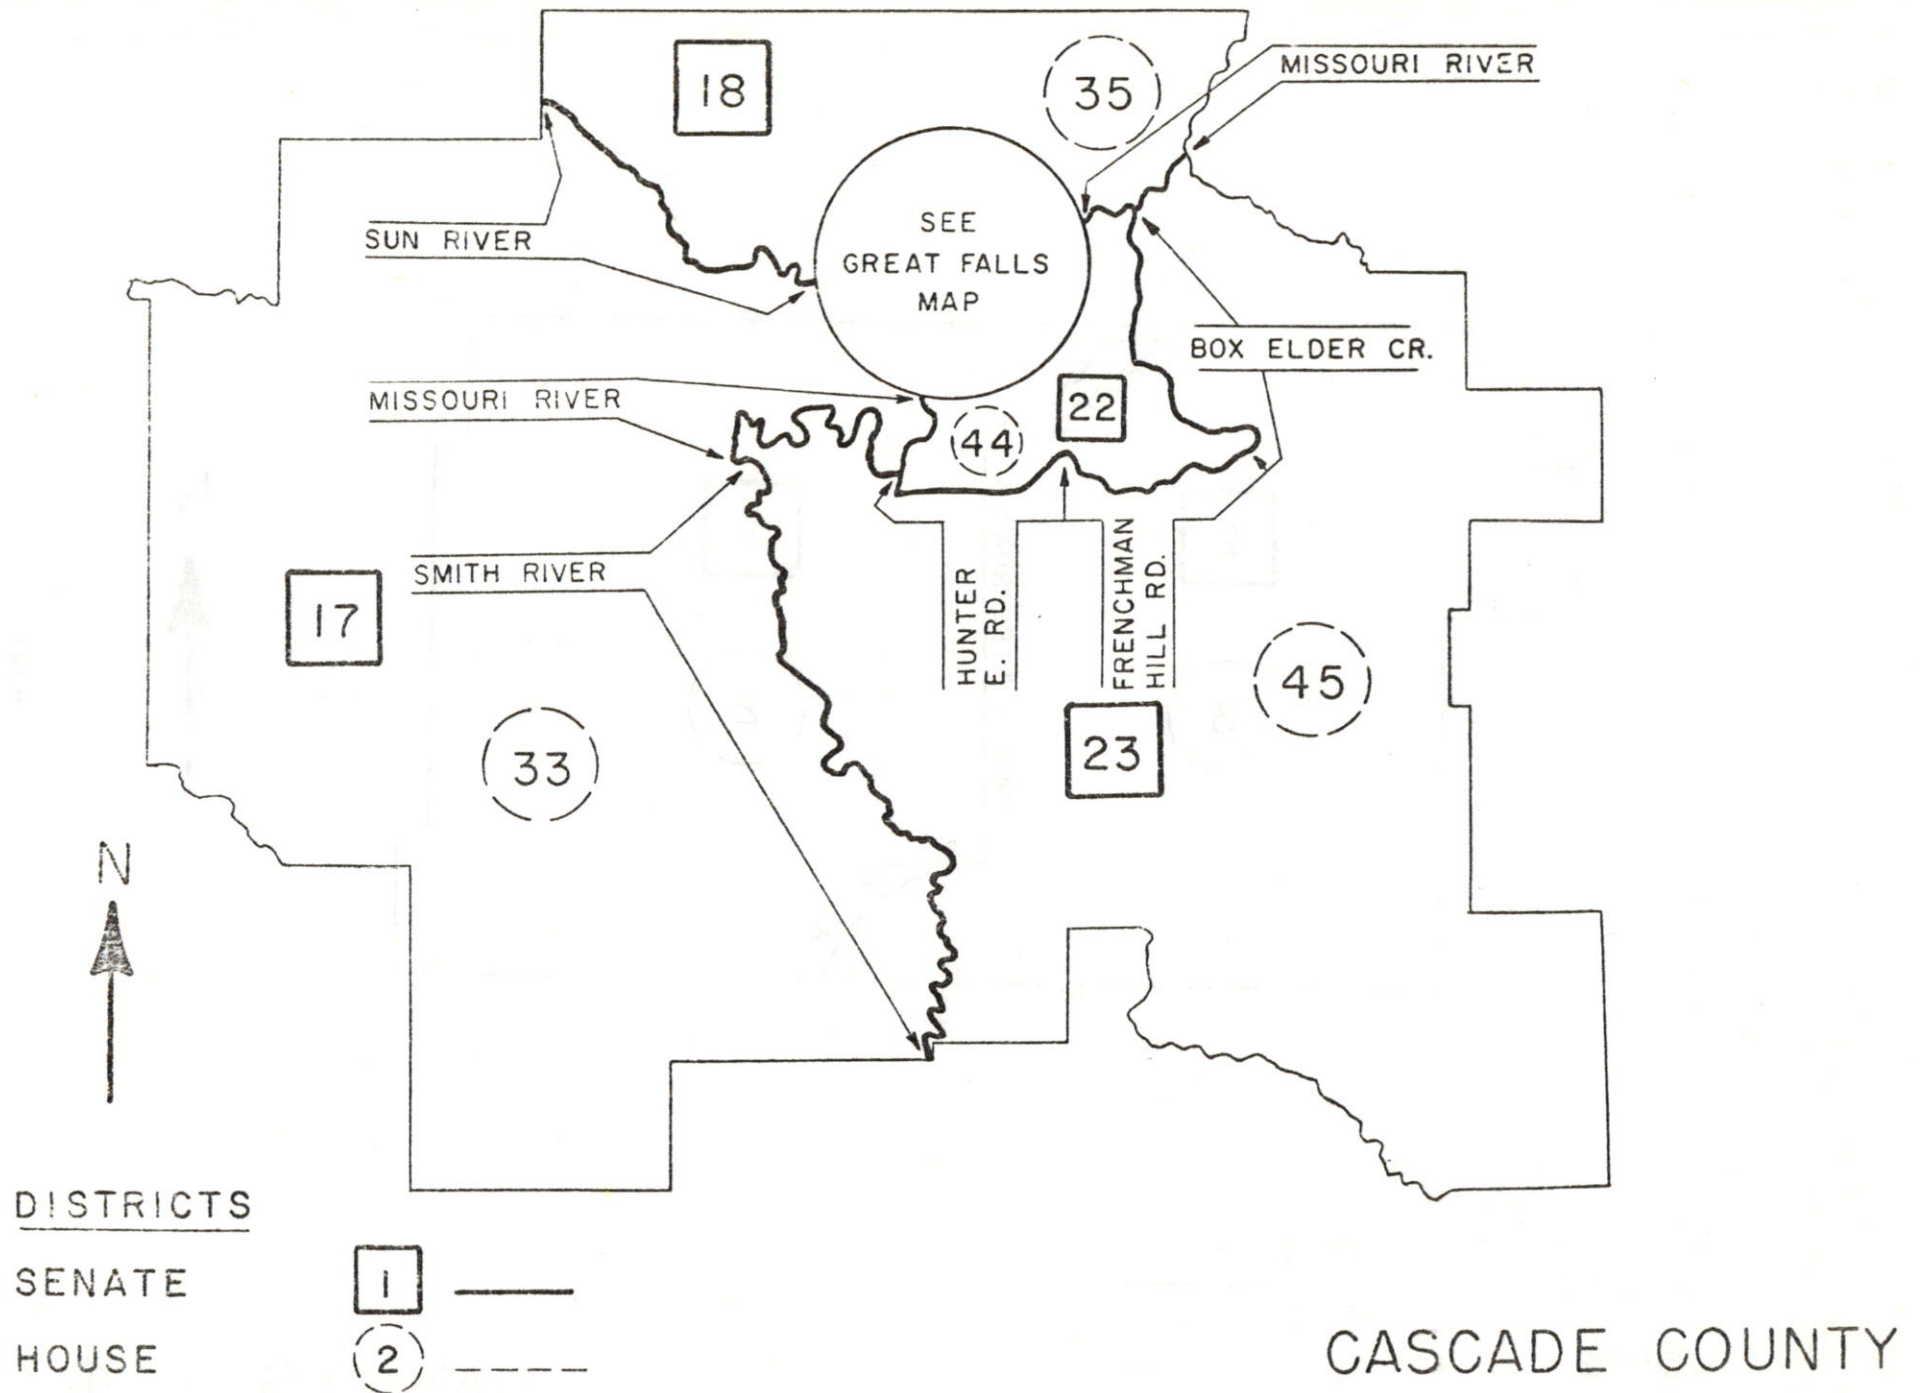 18
35
MISSOURI RIVER
SEE
GREAT FALLS
MAP
SUN RIVER
BOX ELDER CR.
MISSOURI RIVER
22
44
SMITH RIVER
HUNTER
E. RD.
FRENCHMAN
HILL RD.
17
45
33
23
N
DISTRICTS
SENATE 1
HOUSE 2
CASCADE COUNTY